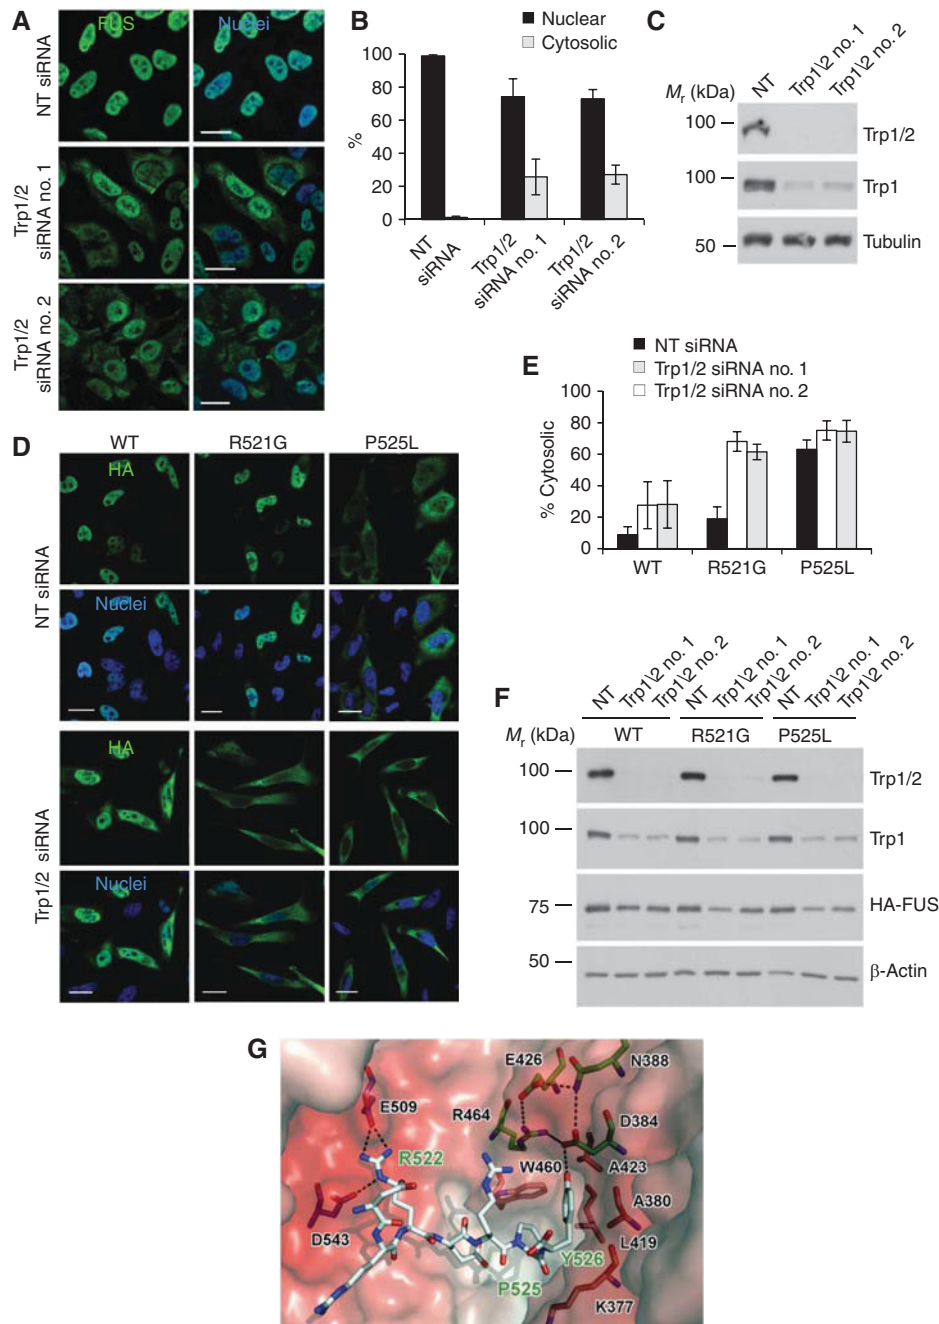 A
FUS
Nuclei
NT siRNA
Trp1/2
siRNA no. 1
Trp1/2
siRNA no. 2
B
Nuclear
Cytosolic
100
80
60
40
20
0
%
NT
siRNA
Trp1/2
siRNA no. 1
Trp1/2
siRNA no. 2
C
Mr (kDa)
NT
Trp1\2 no. 1
Trp1\2 no. 2
100
Trp1/2
100
Trp1
50
Tubulin
D
WT
R521G
P525L
HA
Nuclei
NT siRNA
HA
Nuclei
Trp1/2 siRNA
E
NT siRNA
Trp1/2 siRNA no. 1
Trp1/2 siRNA no. 2
100
80
60
40
20
0
% Cytosolic
WT
R521G
P525L
F
NT
Trp1\2 no. 1
Trp1\2 no. 2
NT
Trp1\2 no. 1
Trp1\2 no. 2
NT
Trp1\2 no. 1
Trp1\2 no. 2
Mr (kDa)
WT
R521G
P525L
100
Trp1/2
100
Trp1
75
HA-FUS
50
β-Actin
G
E426
N388
E509
R464
D384
R522
W460
A423
A380
D543
L419
Y526
P525
K377